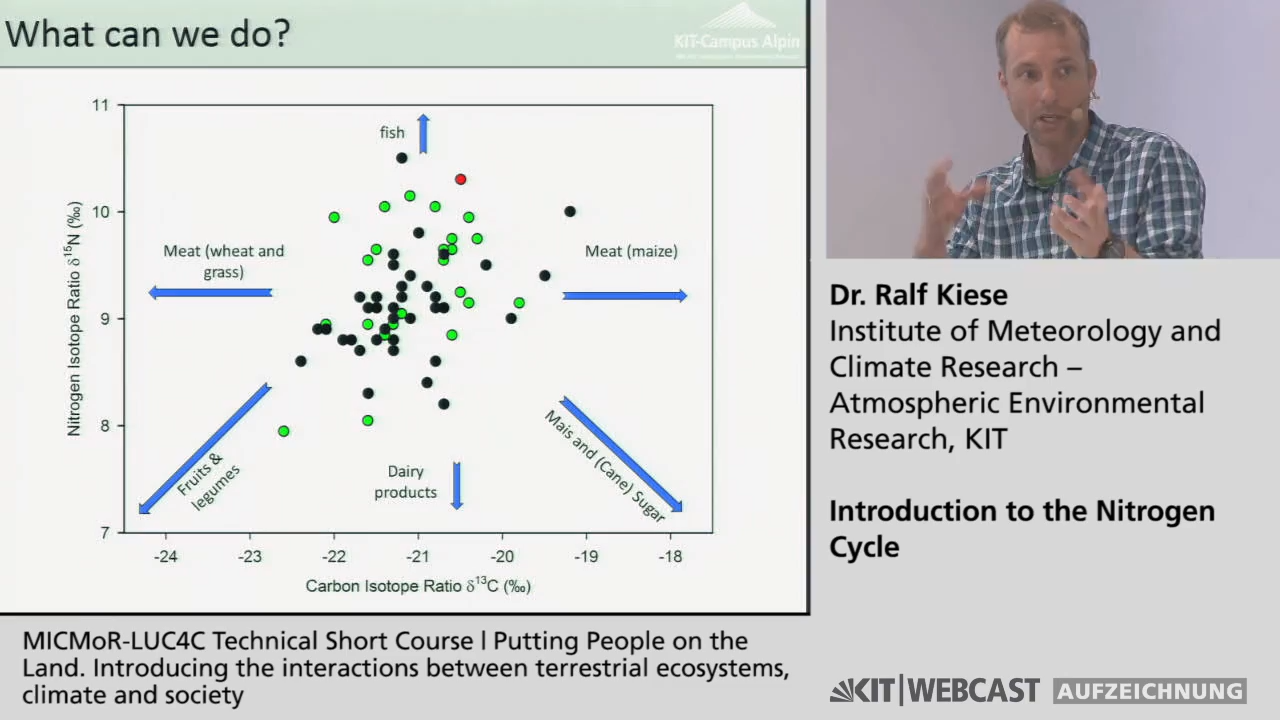 What can we do?
KIT-Campus Alpin
11
10
9
8
7
Nitrogen Isotope Ratio δ¹⁵N (‰)
fish
Meat (wheat and
grass)
Meat (maize)
Fruits &
legumes
Dairy
products
Mais and (Cane) Sugar
-24
-23
-22
-21
-20
-19
-18
Carbon Isotope Ratio δ¹³C (‰)
Dr. Ralf Kiese
Institute of Meteorology and
Climate Research –
Atmospheric Environmental
Research, KIT
Introduction to the Nitrogen
Cycle
MICMoR-LUC4C Technical Short Course | Putting People on the
Land. Introducing the interactions between terrestrial ecosystems,
climate and society
KIT|WEBCAST AUFZEICHNUNG